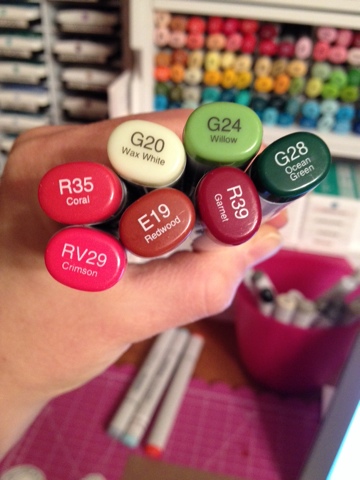 G20
Wax White
G24
Willow
G28
Ocean
Green
R35
Coral
E19
Redwood
R39
Garnet
RV29
Crimson